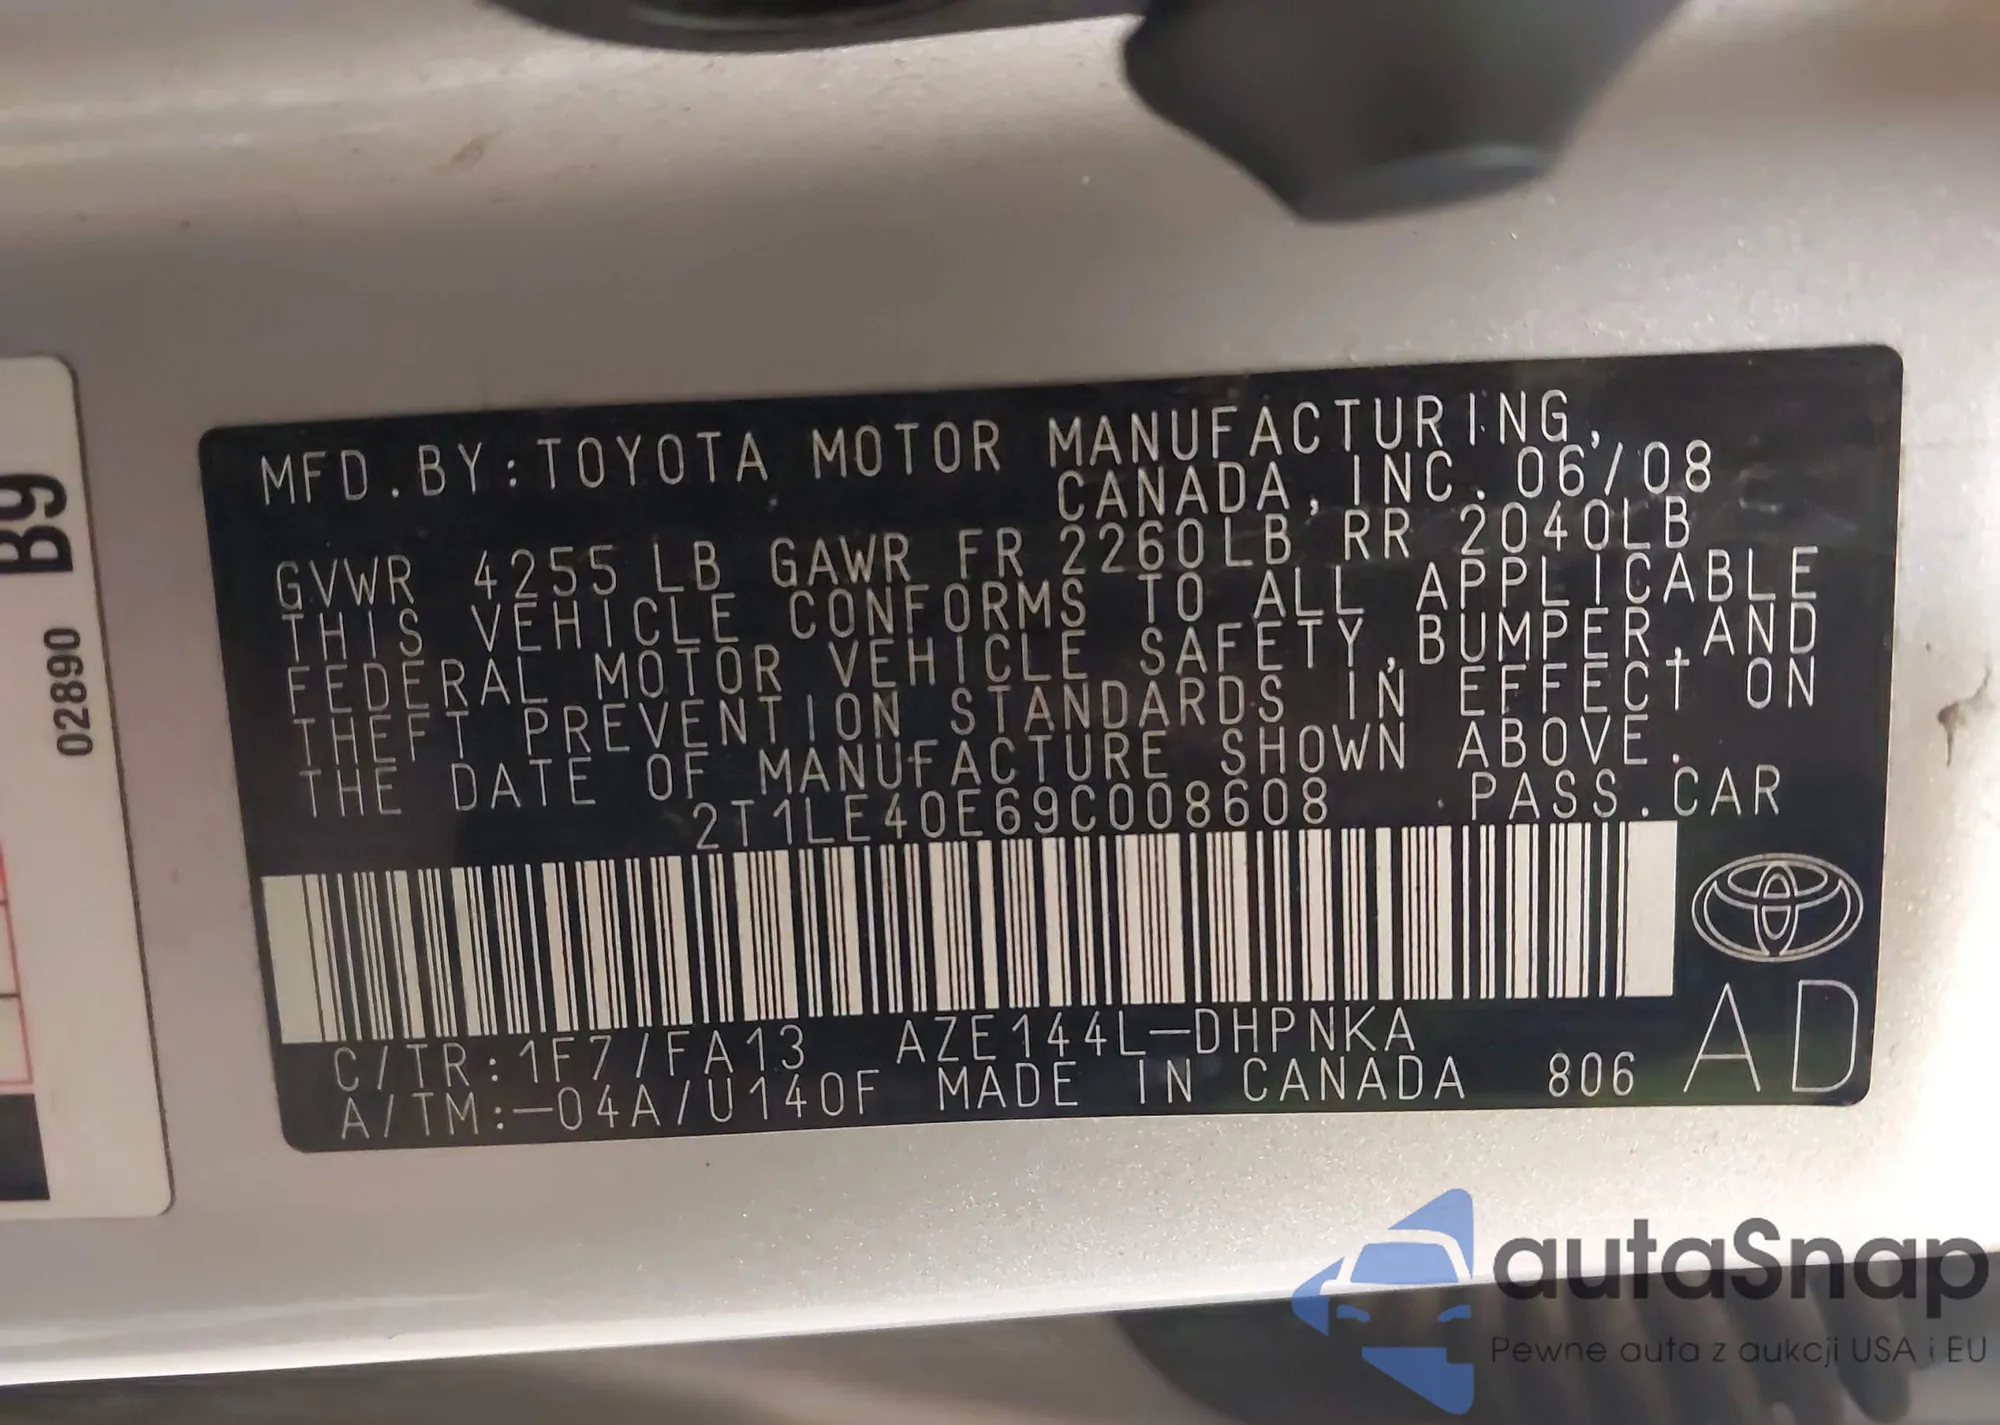 MFD.BY:TOYOTA MOTOR MANUFACTURING,
CANADA, INC. 06/08
GVWR 4255 LB GAWR FR 2260LB RR 2040LB
THIS VEHICLE CONFORMS TO ALL APPLICABLE
FEDERAL MOTOR VEHICLE SAFETY,BUMPER,AND
THEFT PREVENTION STANDARDS IN EFFECT ON
THE DATE OF MANUFACTURE SHOWN ABOVE.
2T1LE40E69C008608 PASS.CAR
C/TR:1F7/FA13 AZE144L-DHPNKA
A/TM:-04A/U140F MADE IN CANADA 806
AD
B9 B9
02890
autaSnap
Pewne auta z aukcji USA i EU